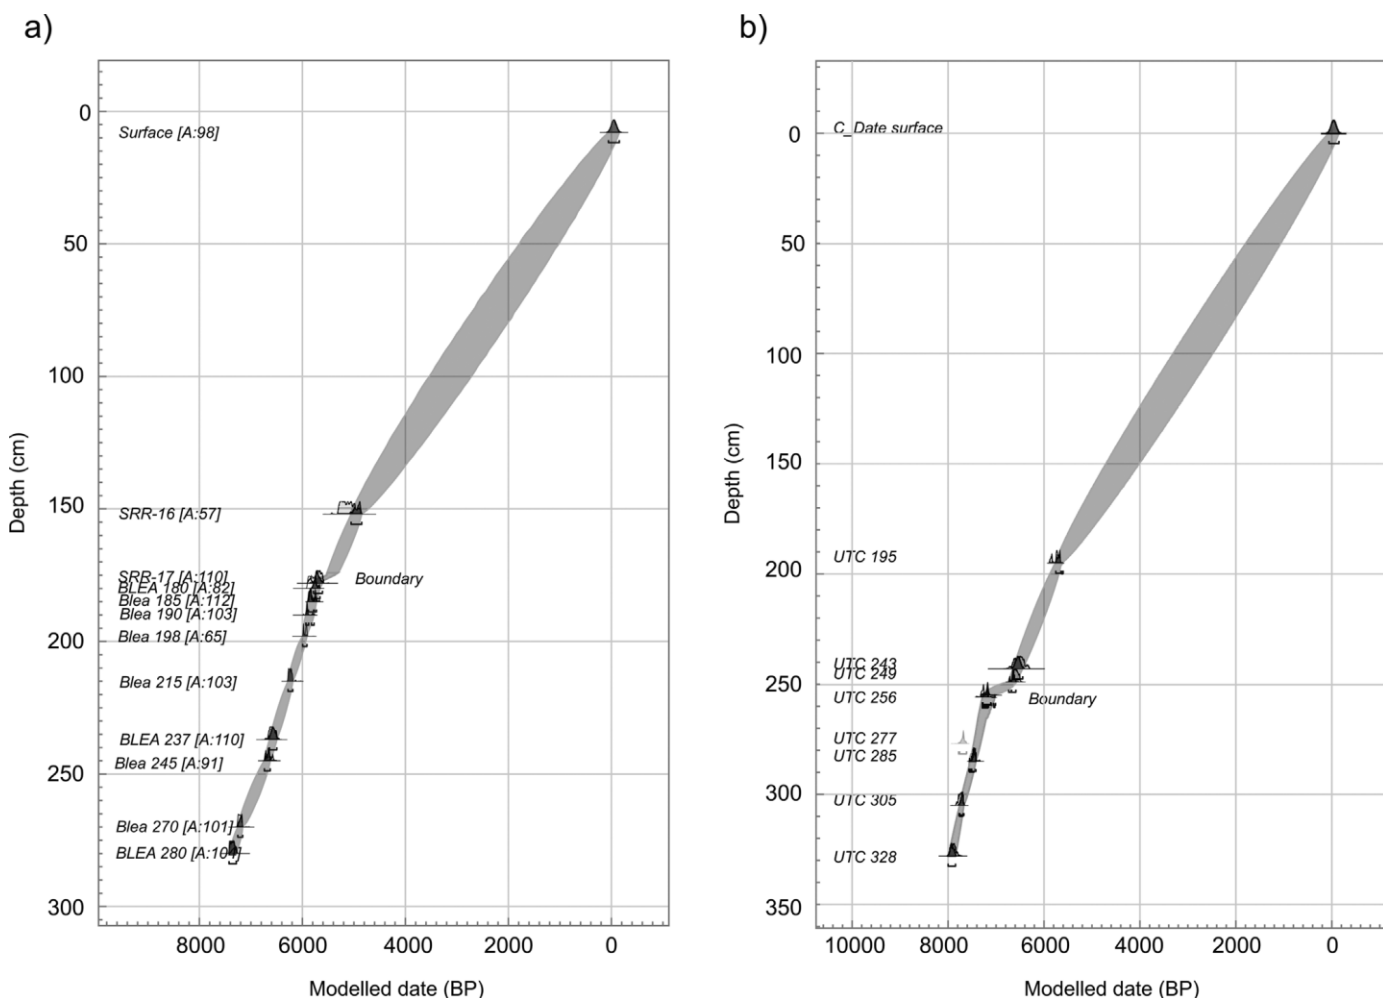 a)
0
50
100
150
200
250
300
Depth (cm)
Surface [A:98]
SRR-16 [A:57]
SRR-17 [A:110]
Boundary
BLEA 180 [A:82]
Blea 185 [A:112]
Blea 190 [A:103]
Blea 198 [A:65]
Blea 215 [A:103]
BLEA 237 [A:110]
Blea 245 [A:91]
Blea 270 [A:101]
BLEA 280 [A:104]
8000 6000 4000 2000 0
Modelled date (BP)
b)
0
50
100
150
200
250
300
350
Depth (cm)
C_Date surface
UTC 195
UTC 243
UTC 249
UTC 256
Boundary
UTC 277
UTC 285
UTC 305
UTC 328
10000 8000 6000 4000 2000 0
Modelled date (BP)